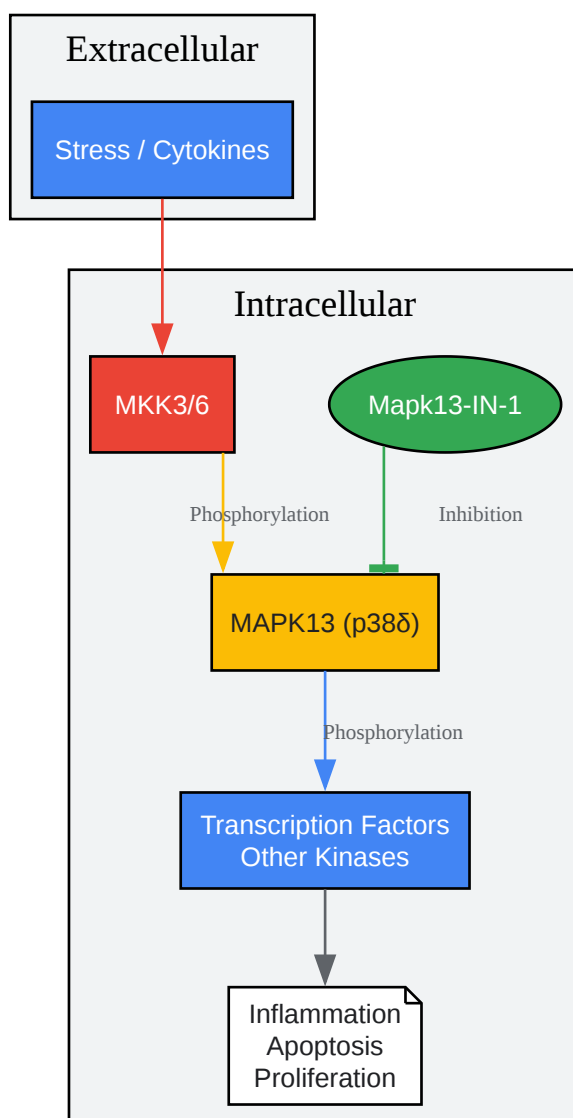 Extracellular
Stress / Cytokines
Intracellular
MKK3/6
Mapk13-IN-1
Phosphorylation
Inhibition
MAPK13 (p38δ)
Phosphorylation
Transcription Factors
Other Kinases
Inflammation
Apoptosis
Proliferation